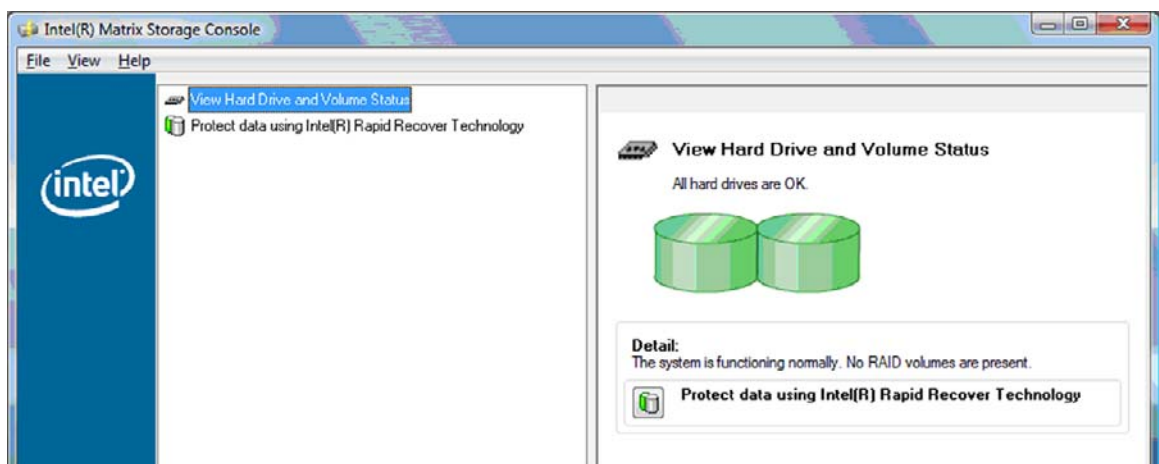 Intel(R) Matrix Storage Console
File View Help
View Hard Drive and Volume Status
Protect data using Intel(R) Rapid Recover Technology
intel
View Hard Drive and Volume Status
All hard drives are OK.
Detail:
The system is functioning normally. No RAID volumes are present.
Protect data using Intel(R) Rapid Recover Technology